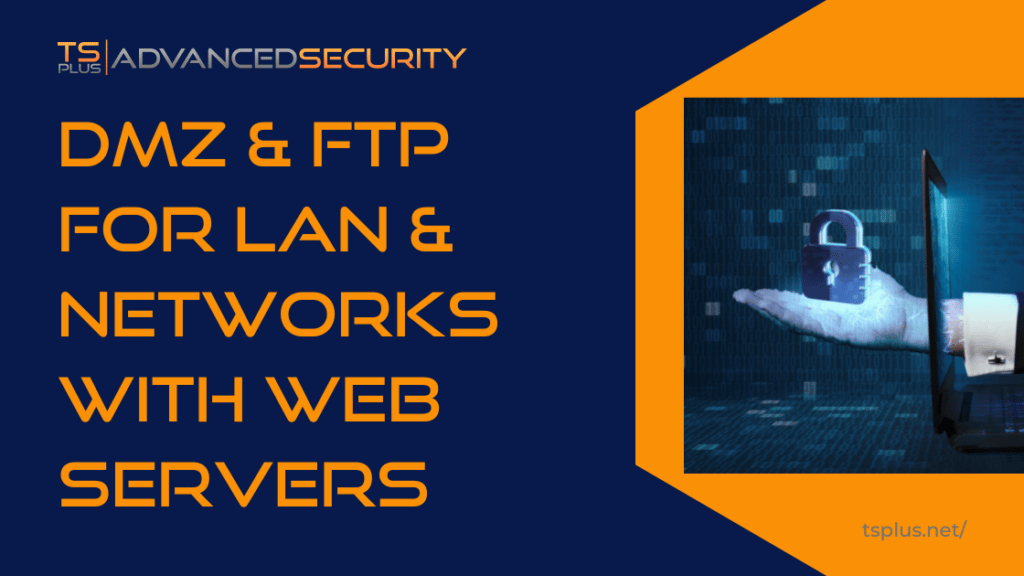 TS
PLUS
ADVANCEDSECURITY
DMZ & FTP
FOR LAN &
NETWORKS
WITH WEB
SERVERS
tsplus.net/